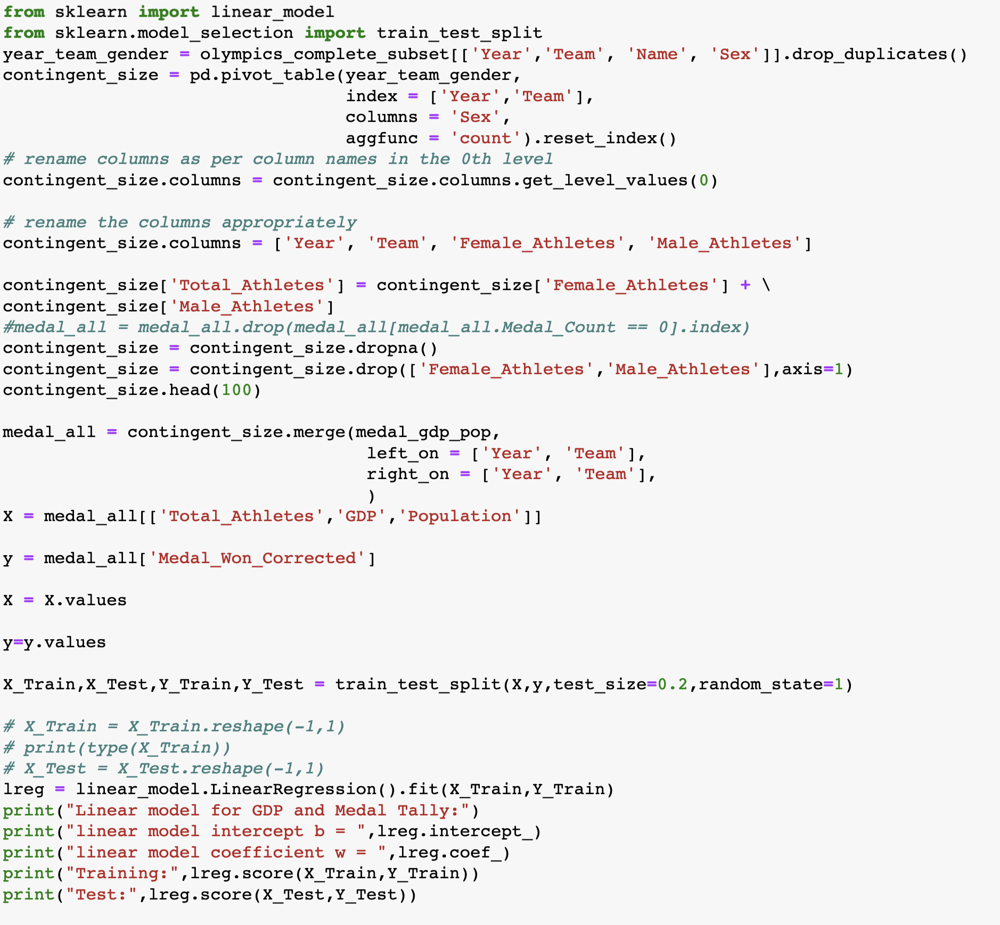 from sklearn import linear_model
from sklearn.model_selection import train_test_split
year_team_gender = olympics_complete_subset[['Year','Team', 'Name', 'Sex']].drop_duplicates()
contingent_size = pd.pivot_table(year_team_gender,
                                 index = ['Year','Team'],
                                 columns = 'Sex',
                                 aggfunc = 'count').reset_index()
# rename columns as per column names in the 0th level
contingent_size.columns = contingent_size.columns.get_level_values(0)

# rename the columns appropriately
contingent_size.columns = ['Year', 'Team', 'Female_Athletes', 'Male_Athletes']

contingent_size['Total_Athletes'] = contingent_size['Female_Athletes'] + \
contingent_size['Male_Athletes']
#medal_all = medal_all.drop(medal_all[medal_all.Medal_Count == 0].index)
contingent_size = contingent_size.dropna()
contingent_size = contingent_size.drop(['Female_Athletes','Male_Athletes'],axis=1)
contingent_size.head(100)

medal_all = contingent_size.merge(medal_gdp_pop,
                                   left_on = ['Year', 'Team'],
                                   right_on = ['Year', 'Team'],
                                   )
X = medal_all[['Total_Athletes','GDP','Population']]

y = medal_all['Medal_Won_Corrected']

X = X.values

y=y.values

X_Train,X_Test,Y_Train,Y_Test = train_test_split(X,y,test_size=0.2,random_state=1)

# X_Train = X_Train.reshape(-1,1)
# print(type(X_Train))
# X_Test = X_Test.reshape(-1,1)
lreg = linear_model.LinearRegression().fit(X_Train,Y_Train)
print("Linear model for GDP and Medal Tally:")
print("linear model intercept b = ",lreg.intercept_)
print("linear model coefficient w = ",lreg.coef_)
print("Training:",lreg.score(X_Train,Y_Train))
print("Test:",lreg.score(X_Test,Y_Test))